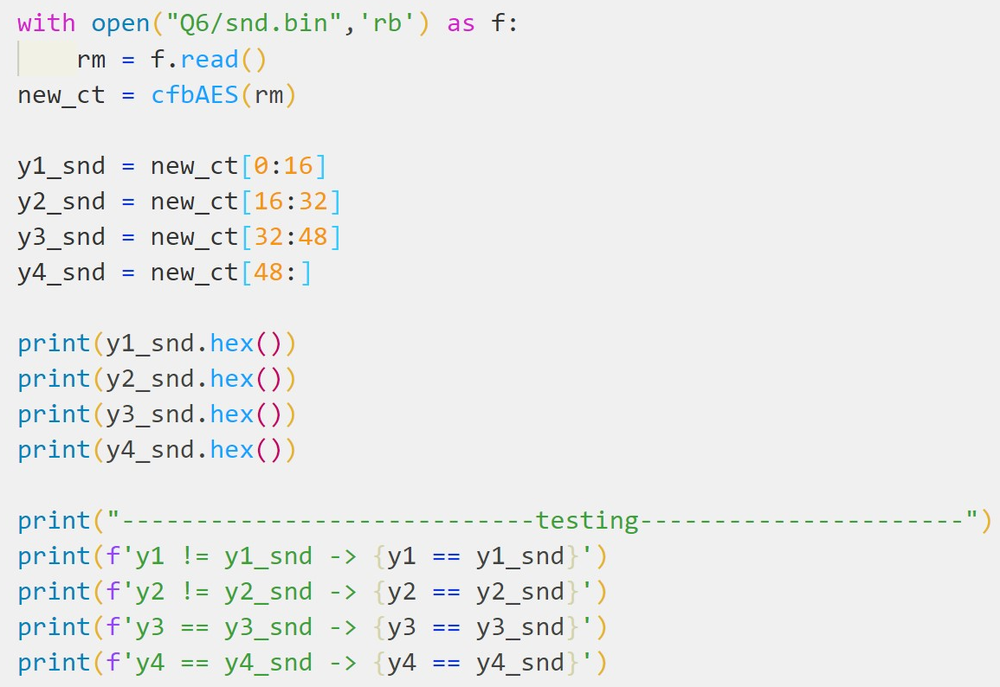 with open("Q6/snd.bin",'rb') as f:
    rm = f.read()
new_ct = cfbAES(rm)

y1_snd = new_ct[0:16]
y2_snd = new_ct[16:32]
y3_snd = new_ct[32:48]
y4_snd = new_ct[48:]

print(y1_snd.hex())
print(y2_snd.hex())
print(y3_snd.hex())
print(y4_snd.hex())

print("----------------------------testing----------------------")
print(f'y1 != y1_snd -> {y1 == y1_snd}')
print(f'y2 != y2_snd -> {y2 == y2_snd}')
print(f'y3 == y3_snd -> {y3 == y3_snd}')
print(f'y4 == y4_snd -> {y4 == y4_snd}')